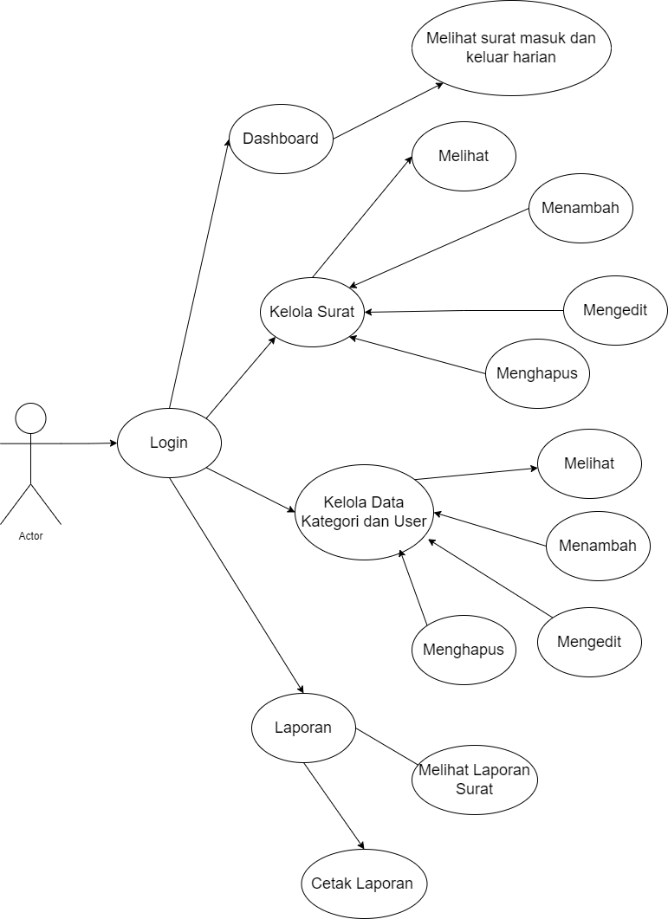 Melihat surat masuk dan
keluar harian
Dashboard
Melihat
Menambah
Kelola Surat
Mengedit
Menghapus
Login
Actor
Melihat
Kelola Data
Kategori dan User
Menambah
Mengedit
Menghapus
Laporan
Melihat Laporan
Surat
Cetak Laporan